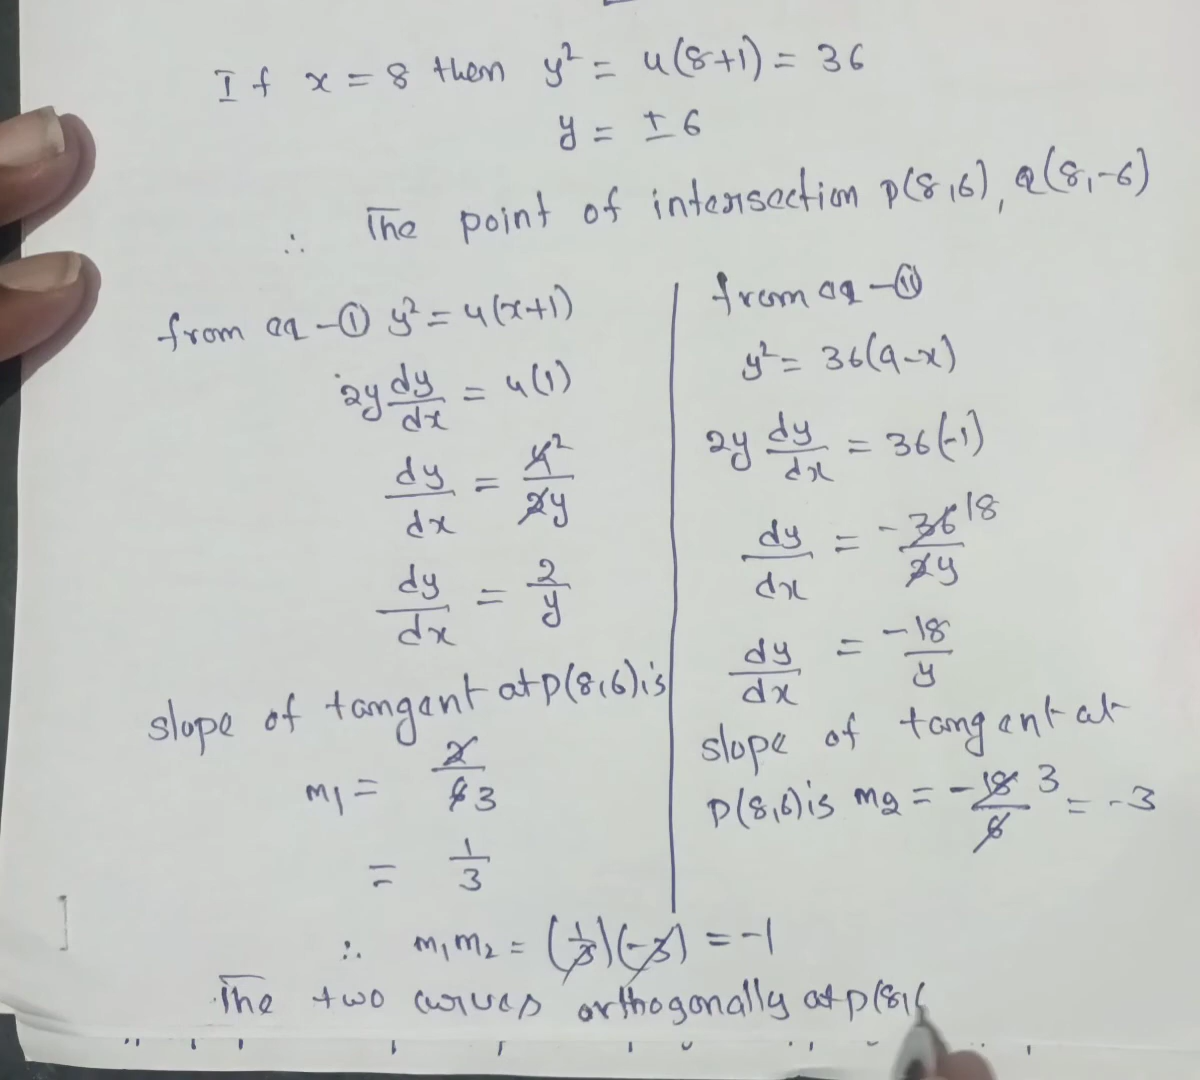 If x = 8 then y² = 4(8+1) = 36
y = ±6
∴ The point of intersection P(8,6), Q(8,-6)
from eq - ① y² = 4(x+1)
2y dy/dx = 4(1)
dy/dx = 4 2/2y
dy/dx = 2/y
slope of tangent at P(8,6) is
m₁ = 2/6 3
= 1/3
from eq - ⑪
y² = 36(9-x)
2y dy/dx = 36(-1)
dy/dx = -36 18/2y
dy/dx = -18/y
slope of tangent at
P(8,6) is m2 = -18 3/6 = -3
∴ m₁m₂ = (1/3)(-3) = -1
The two curves orthogonally at P(8,6